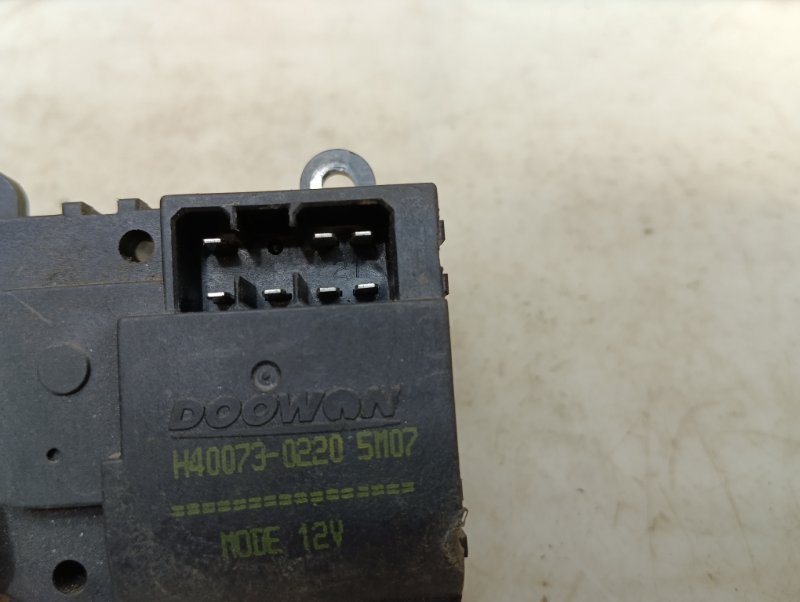 DOOWON
H40073-0220 5M07
================
MODE 12V